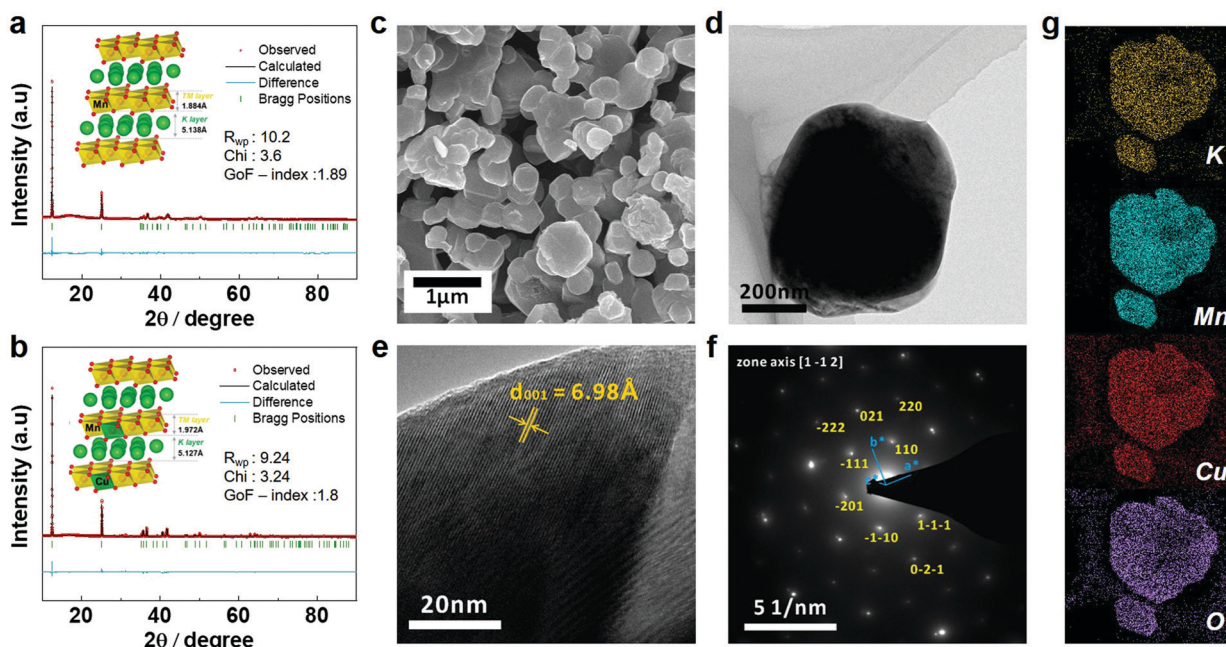 a
Intensity (a.u)
Observed
Calculated
Difference
Bragg Positions
Mn
TM layer
1.884Å
K layer
5.138Å
Rwp : 10.2
Chi : 3.6
GoF – index :1.89
20 40 60 80
2θ / degree
b
Intensity (a.u)
Observed
Calculated
Difference
Bragg Positions
Mn
TM layer
1.972Å
K layer
5.127Å
Cu
Rwp : 9.24
Chi : 3.24
GoF – index :1.8
20 40 60 80
2θ / degree
c
1μm
d
200nm
e
d001 = 6.98Å
20nm
f
zone axis [1 -1 2]
220
021
-222
b*
110
-111
a*
-201
1-1-1
-1-10
0-2-1
5 1/nm
g
K
Mn
Cu
O